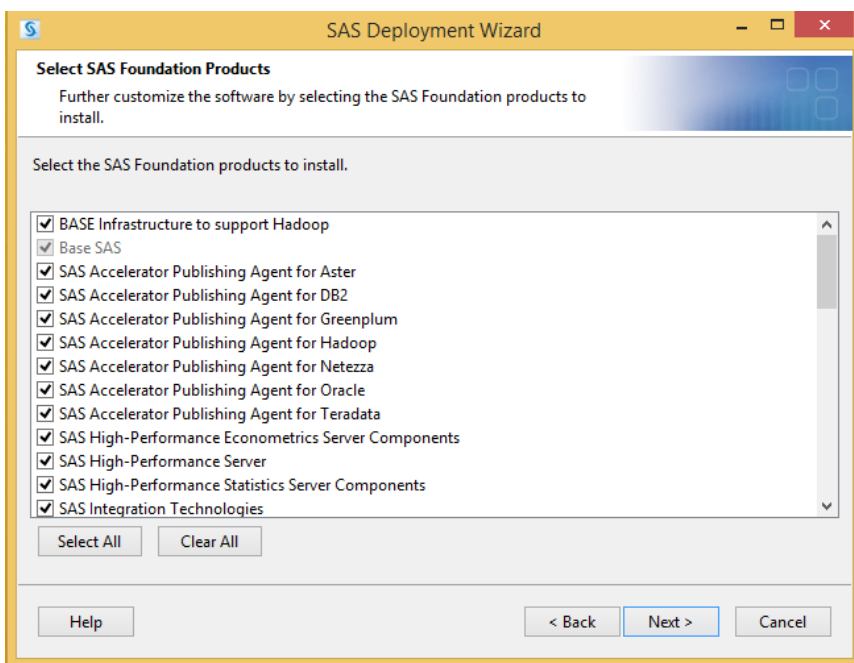 SAS Deployment Wizard
Select SAS Foundation Products
Further customize the software by selecting the SAS Foundation products to
install.
Select the SAS Foundation products to install.
BASE Infrastructure to support Hadoop
Base SAS
SAS Accelerator Publishing Agent for Aster
SAS Accelerator Publishing Agent for DB2
SAS Accelerator Publishing Agent for Greenplum
SAS Accelerator Publishing Agent for Hadoop
SAS Accelerator Publishing Agent for Netezza
SAS Accelerator Publishing Agent for Oracle
SAS Accelerator Publishing Agent for Teradata
SAS High-Performance Econometrics Server Components
SAS High-Performance Server
SAS High-Performance Statistics Server Components
SAS Integration Technologies
Select All Clear All
Help < Back Next > Cancel